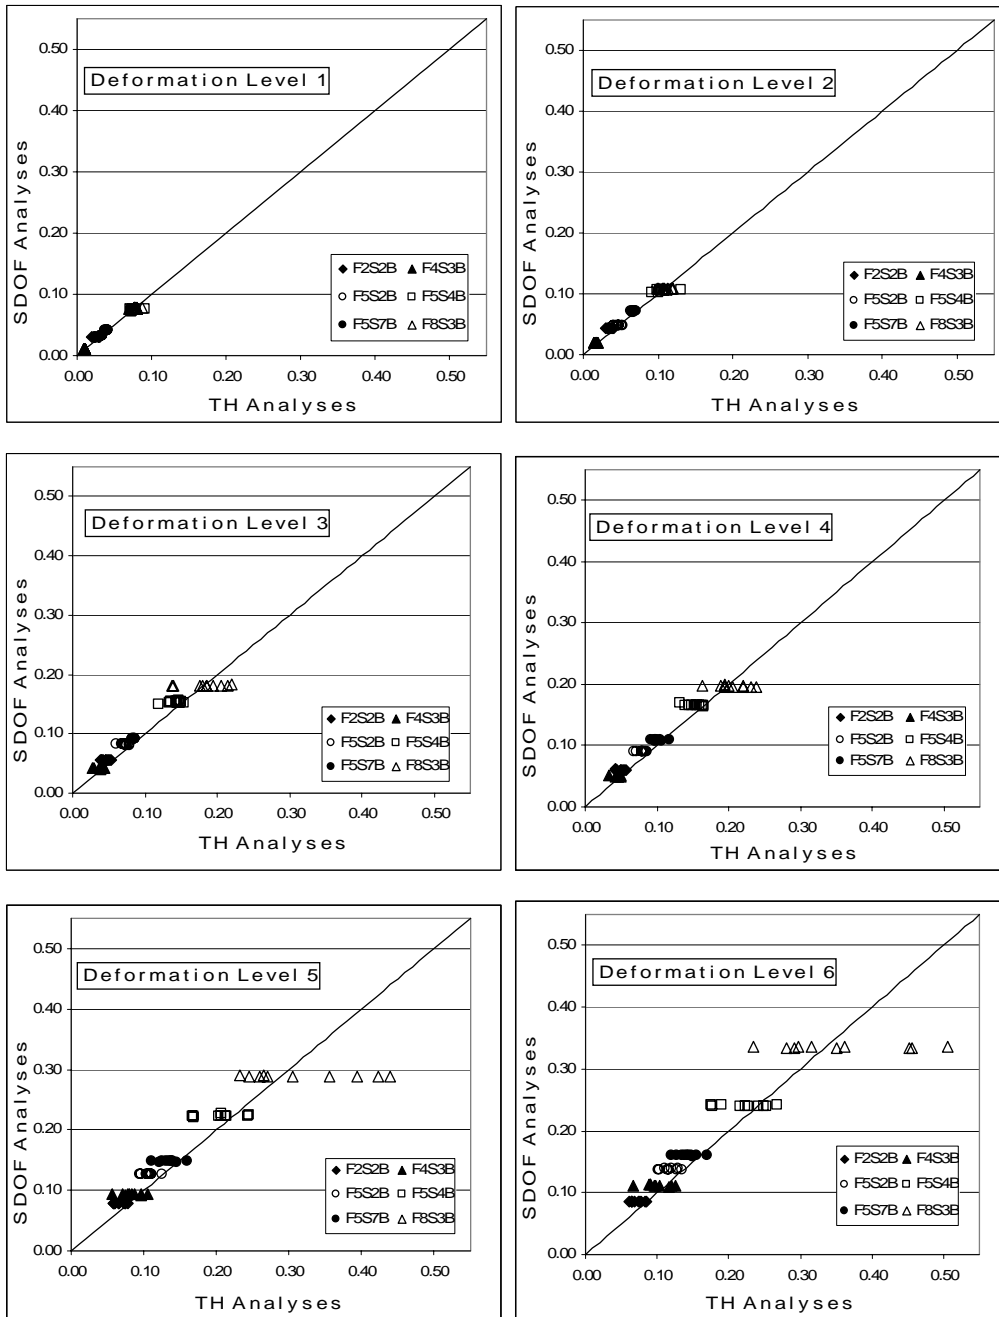 Deformation Level 1
SDOF Analyses
0.50
0.40
0.30
0.20
0.10
0.00
F2S2B F4S3B
F5S2B F5S4B
F5S7B F8S3B
0.00 0.10 0.20 0.30 0.40 0.50
TH Analyses
Deformation Level 2
SDOF Analyses
0.50
0.40
0.30
0.20
0.10
0.00
F2S2B F4S3B
F5S2B F5S4B
F5S7B F8S3B
0.00 0.10 0.20 0.30 0.40 0.50
TH Analyses
Deformation Level 3
SDOF Analyses
0.50
0.40
0.30
0.20
0.10
0.00
F2S2B F4S3B
F5S2B F5S4B
F5S7B F8S3B
0.00 0.10 0.20 0.30 0.40 0.50
TH Analyses
Deformation Level 4
SDOF Analyses
0.50
0.40
0.30
0.20
0.10
0.00
F2S2B F4S3B
F5S2B F5S4B
F5S7B F8S3B
0.00 0.10 0.20 0.30 0.40 0.50
TH Analyses
Deformation Level 5
SDOF Analyses
0.50
0.40
0.30
0.20
0.10
0.00
F2S2B F4S3B
F5S2B F5S4B
F5S7B F8S3B
0.00 0.10 0.20 0.30 0.40 0.50
TH Analyses
Deformation Level 6
SDOF Analyses
0.50
0.40
0.30
0.20
0.10
0.00
F2S2B F4S3B
F5S2B F5S4B
F5S7B F8S3B
0.00 0.10 0.20 0.30 0.40 0.50
TH Analyses